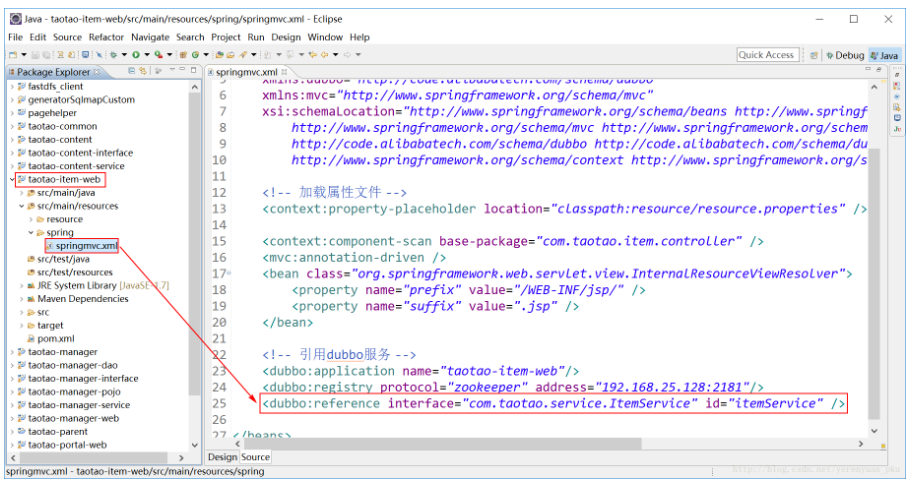 Java - taotao-item-web/src/main/resources/spring/springmvc.xml - Eclipse
File Edit Source Refactor Navigate Search Project Run Design Window Help
Quick Access
Debug
Java
Package Explorer
fastdfs_client
generatorSqlmapCustom
pagehelper
taotao-common
taotao-content
taotao-content-interface
taotao-content-service
taotao-item-web
src/main/java
src/main/resources
resource
spring
springmvc.xml
src/test/java
src/test/resources
JRE System Library [JavaSE-1.7]
Maven Dependencies
src
target
pom.xml
taotao-manager
taotao-manager-dao
taotao-manager-interface
taotao-manager-pojo
taotao-manager-service
taotao-manager-web
taotao-parent
taotao-portal-web
springmvc.xml
5 xmlns:dubbo="http://code.alibabatech.com/schema/dubbo"
6 xmlns:mvc="http://www.springframework.org/schema/mvc"
7 xsi:schemaLocation="http://www.springframework.org/schema/beans http://www.springf
8 http://www.springframework.org/schema/mvc http://www.springframework.org/schem
9 http://code.alibabatech.com/schema/dubbo http://code.alibabatech.com/schema/du
10 http://www.springframework.org/schema/context http://www.springframework.org/s
11
12 <!-- 加载属性文件 -->
13 <context:property-placeholder location="classpath:resource/resource.properties" />
14
15 <context:component-scan base-package="com.taotao.item.controller" />
16 <mvc:annotation-driven />
17 <bean class="org.springframework.web.servlet.view.InternalResourceViewResolver">
18 <property name="prefix" value="/WEB-INF/jsp/" />
19 <property name="suffix" value=".jsp" />
20 </bean>
21
22 <!-- 引用dubbo服务 -->
23 <dubbo:application name="taotao-item-web"/>
24 <dubbo:registry protocol="zookeeper" address="192.168.25.128:2181"/>
25 <dubbo:reference interface="com.taotao.service.ItemService" id="itemService" />
26
27 </beans>
Design Source
springmvc.xml - taotao-item-web/src/main/resources/spring